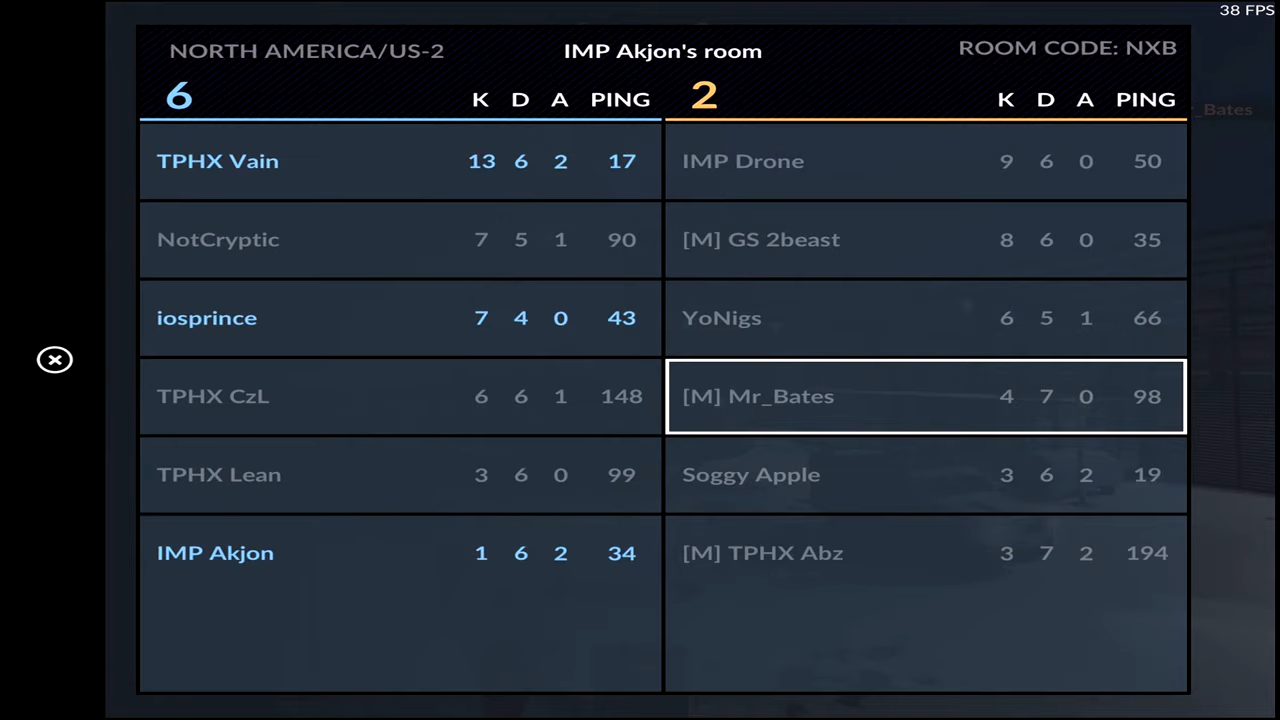 38 FPS
NORTH AMERICA/US-2 IMP Akjon's room ROOM CODE: NXB
6 K D A PING 2 K D A PING
_Bates
TPHX Vain 13 6 2 17 IMP Drone 9 6 0 50
NotCryptic 7 5 1 90 [M] GS 2beast 8 6 0 35
iosprince 7 4 0 43 YoNigs 6 5 1 66
TPHX CzL 6 6 1 148 [M] Mr_Bates 4 7 0 98
TPHX Lean 3 6 0 99 Soggy Apple 3 6 2 19
IMP Akjon 1 6 2 34 [M] TPHX Abz 3 7 2 194